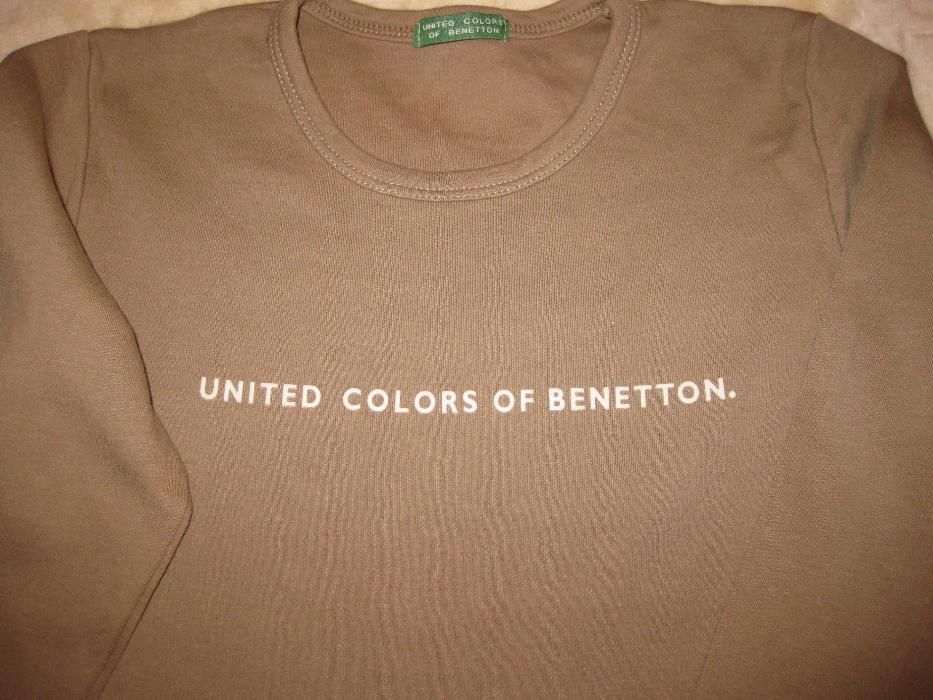 UNITED COLORS
OF BENETTON
UNITED COLORS OF BENETTON.